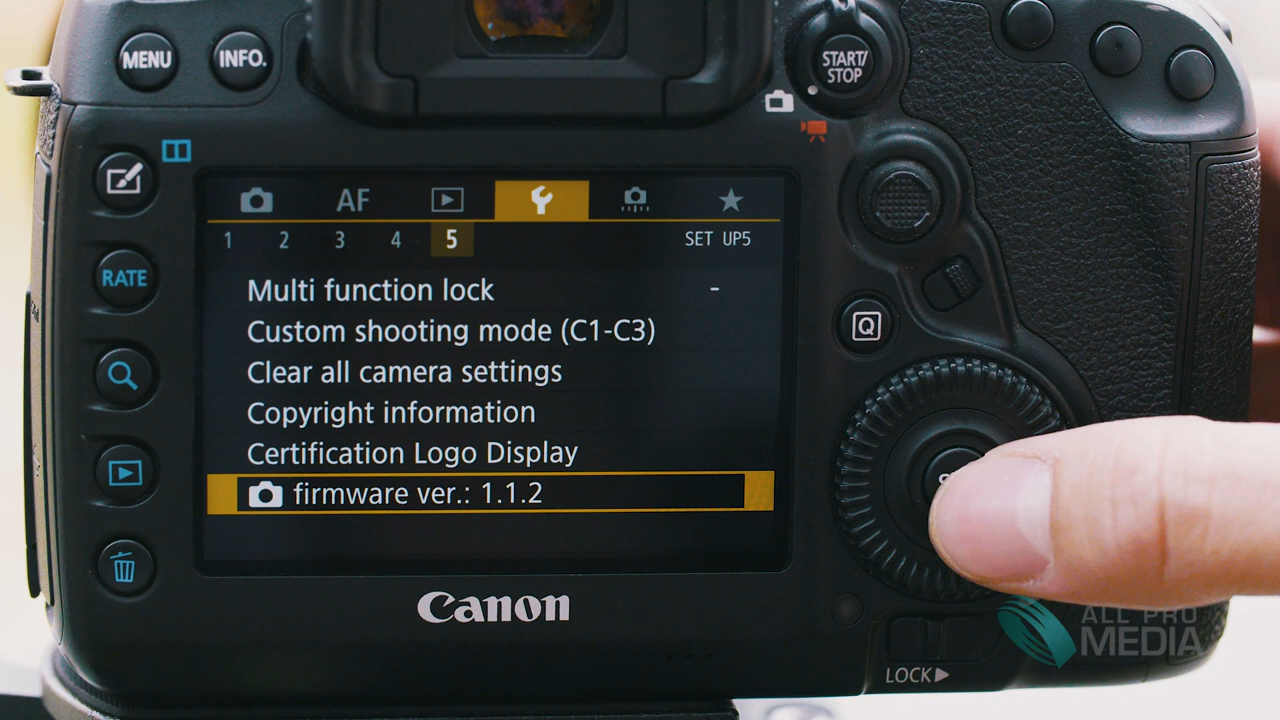 MENU
INFO.
START/
STOP
RATE
AF
1 2 3 4 5
SET UP5
Multi function lock -
Custom shooting mode (C1-C3)
Clear all camera settings
Copyright information
Certification Logo Display
firmware ver.: 1.1.2
Q
Canon
LOCK
ALL PRO
MEDIA